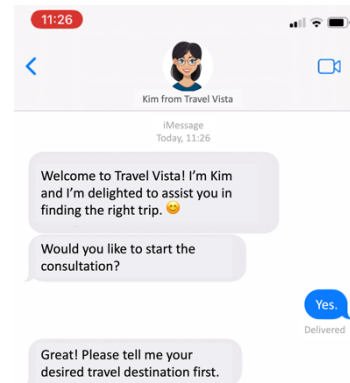 11:26
Kim from Travel Vista
iMessage
Today, 11:26
Welcome to Travel Vista! I'm Kim
and I'm delighted to assist you in
finding the right trip. 😊
Would you like to start the
consultation?
Yes.
Delivered
Great! Please tell me your
desired travel destination first.